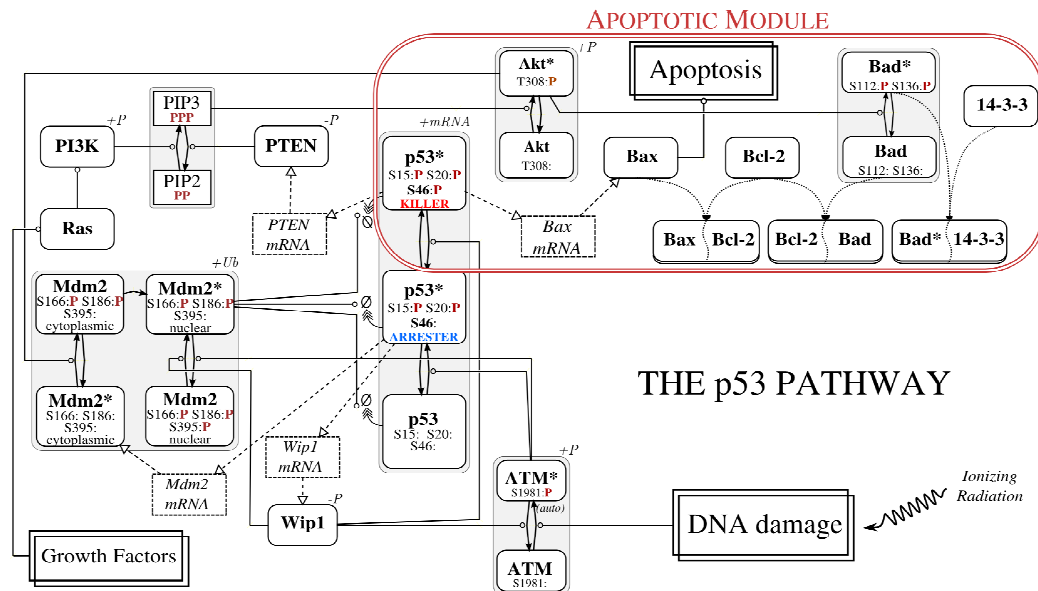 APOPTOTIC MODULE
+P
Akt*
T308:P
Akt
T308:
Apoptosis
Bad*
S112:P S136:P
Bad
S112: S136:
14-3-3
+P
PI3K
PIP3
PPP
PIP2
PP
-P
PTEN
+mRNA
p53*
S15:P S20:P
S46:P
KILLER
Ø
Bax
Bcl-2
Ras
PTEN
mRNA
Bax
mRNA
Bax
Bcl-2
Bcl-2
Bad
Bad*
14-3-3
+Ub
Mdm2
S166:P S186:P
S395:
cytoplasmic
Mdm2*
S166:P S186:P
S395:
nuclear
Ø
p53*
S15:P S20:P
S46:
ARRESTER
Mdm2*
S166: S186:
S395:
cytoplasmic
Mdm2
S166:P S186:P
S395:P
nuclear
Ø
p53
S15: S20:
S46:
THE p53 PATHWAY
Wip1
mRNA
Mdm2
mRNA
+P
ATM*
S1981:P
(auto)
ATM
S1981:
-P
Wip1
DNA damage
Ionizing
Radiation
Growth Factors